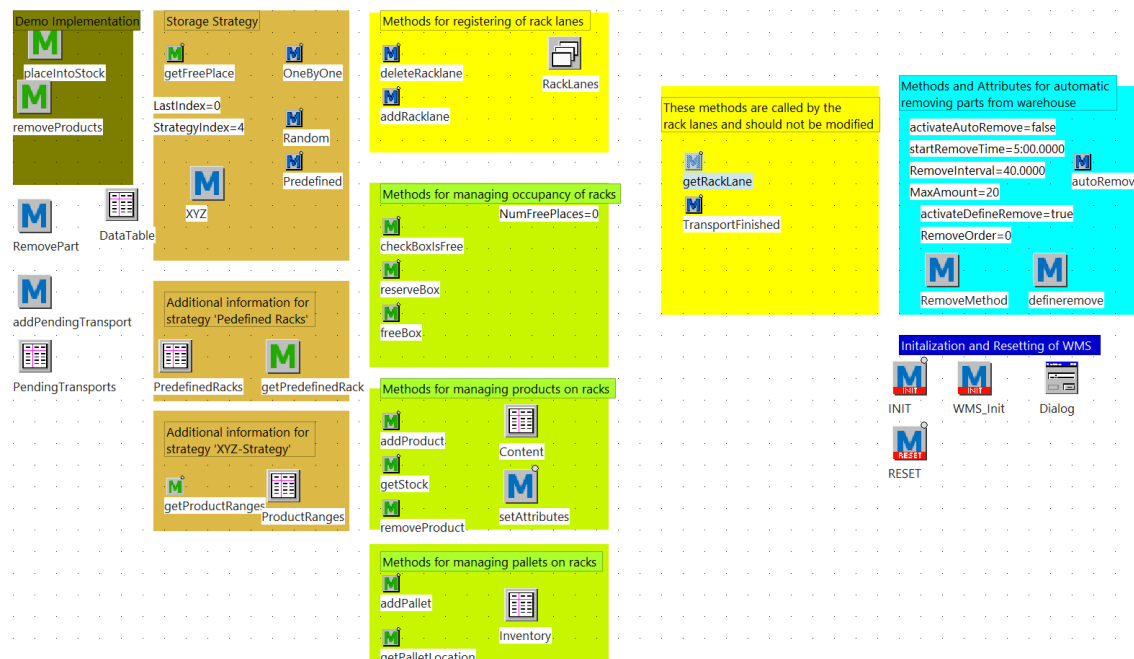 Demo Implementation
placeIntoStock
removeProducts
RemovePart
DataTable
addPendingTransport
PendingTransports
Storage Strategy
getFreePlace
OneByOne
LastIndex=0
StrategyIndex=4
Random
Predefined
XYZ
Additional information for
strategy 'Pedefined Racks'
PredefinedRacks
getPredefinedRack
Additional information for
strategy 'XYZ-Strategy'
getProductRanges
ProductRanges
Methods for registering of rack lanes
deleteRacklane
RackLanes
addRacklane
Methods for managing occupancy of racks
NumFreePlaces=0
checkBoxIsFree
reserveBox
freeBox
Methods for managing products on racks
addProduct
Content
getStock
setAttributes
removeProduct
Methods for managing pallets on racks
addPallet
Inventory
getPalletLocation
These methods are called by the
rack lanes and should not be modified
getRackLane
TransportFinished
Methods and Attributes for automatic
removing parts from warehouse
activateAutoRemove=false
startRemoveTime=5:00.0000
RemoveInterval=40.0000
autoRemov
MaxAmount=20
activateDefineRemove=true
RemoveOrder=0
RemoveMethod
defineremove
Initalization and Resetting of WMS
INIT
INIT
INIT
WMS_Init
Dialog
RESET
RESET